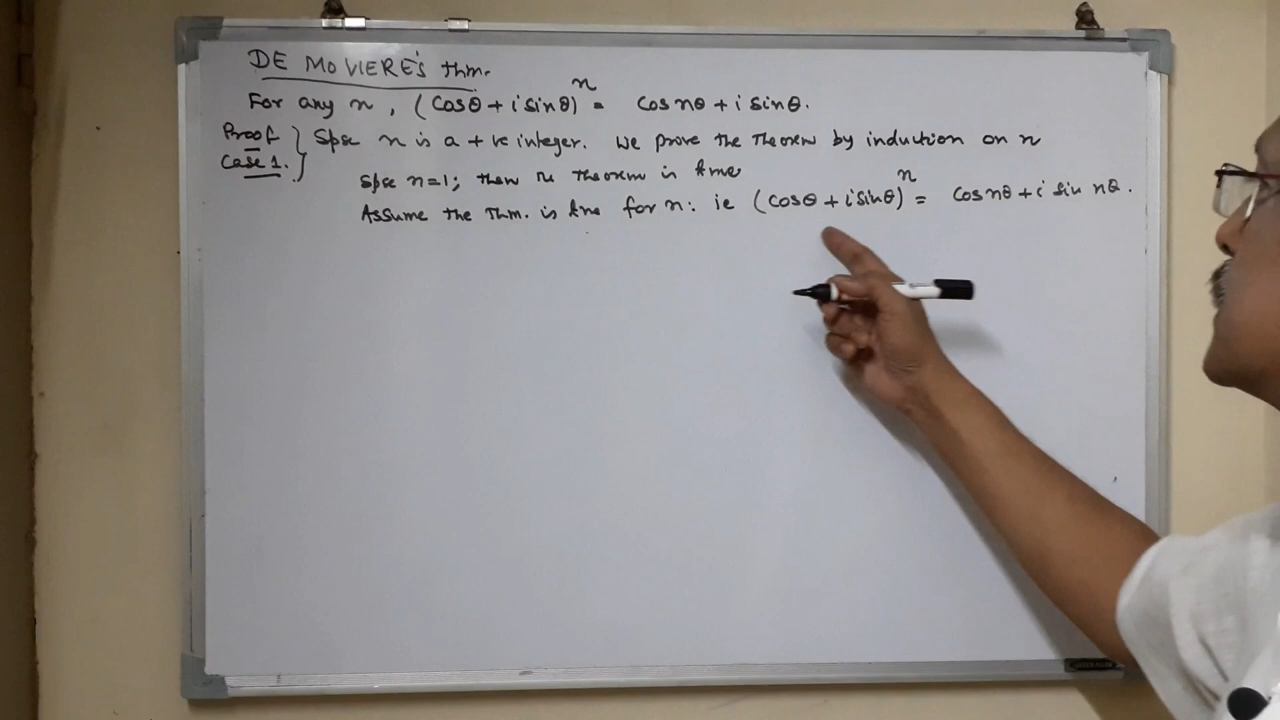 DE MOVIERE'S Thm.
For any n, (Cosθ + i sinθ)^n = Cos nθ + i sinθ.
Proof } Spse n is a +ve integer. We prove the Theorem by induction on n
Case 1.
Spse n=1; then the theorem is true
Assume the Thm. is true for n: ie (cosθ + i sinθ)^n = Cos nθ + i sin nθ.